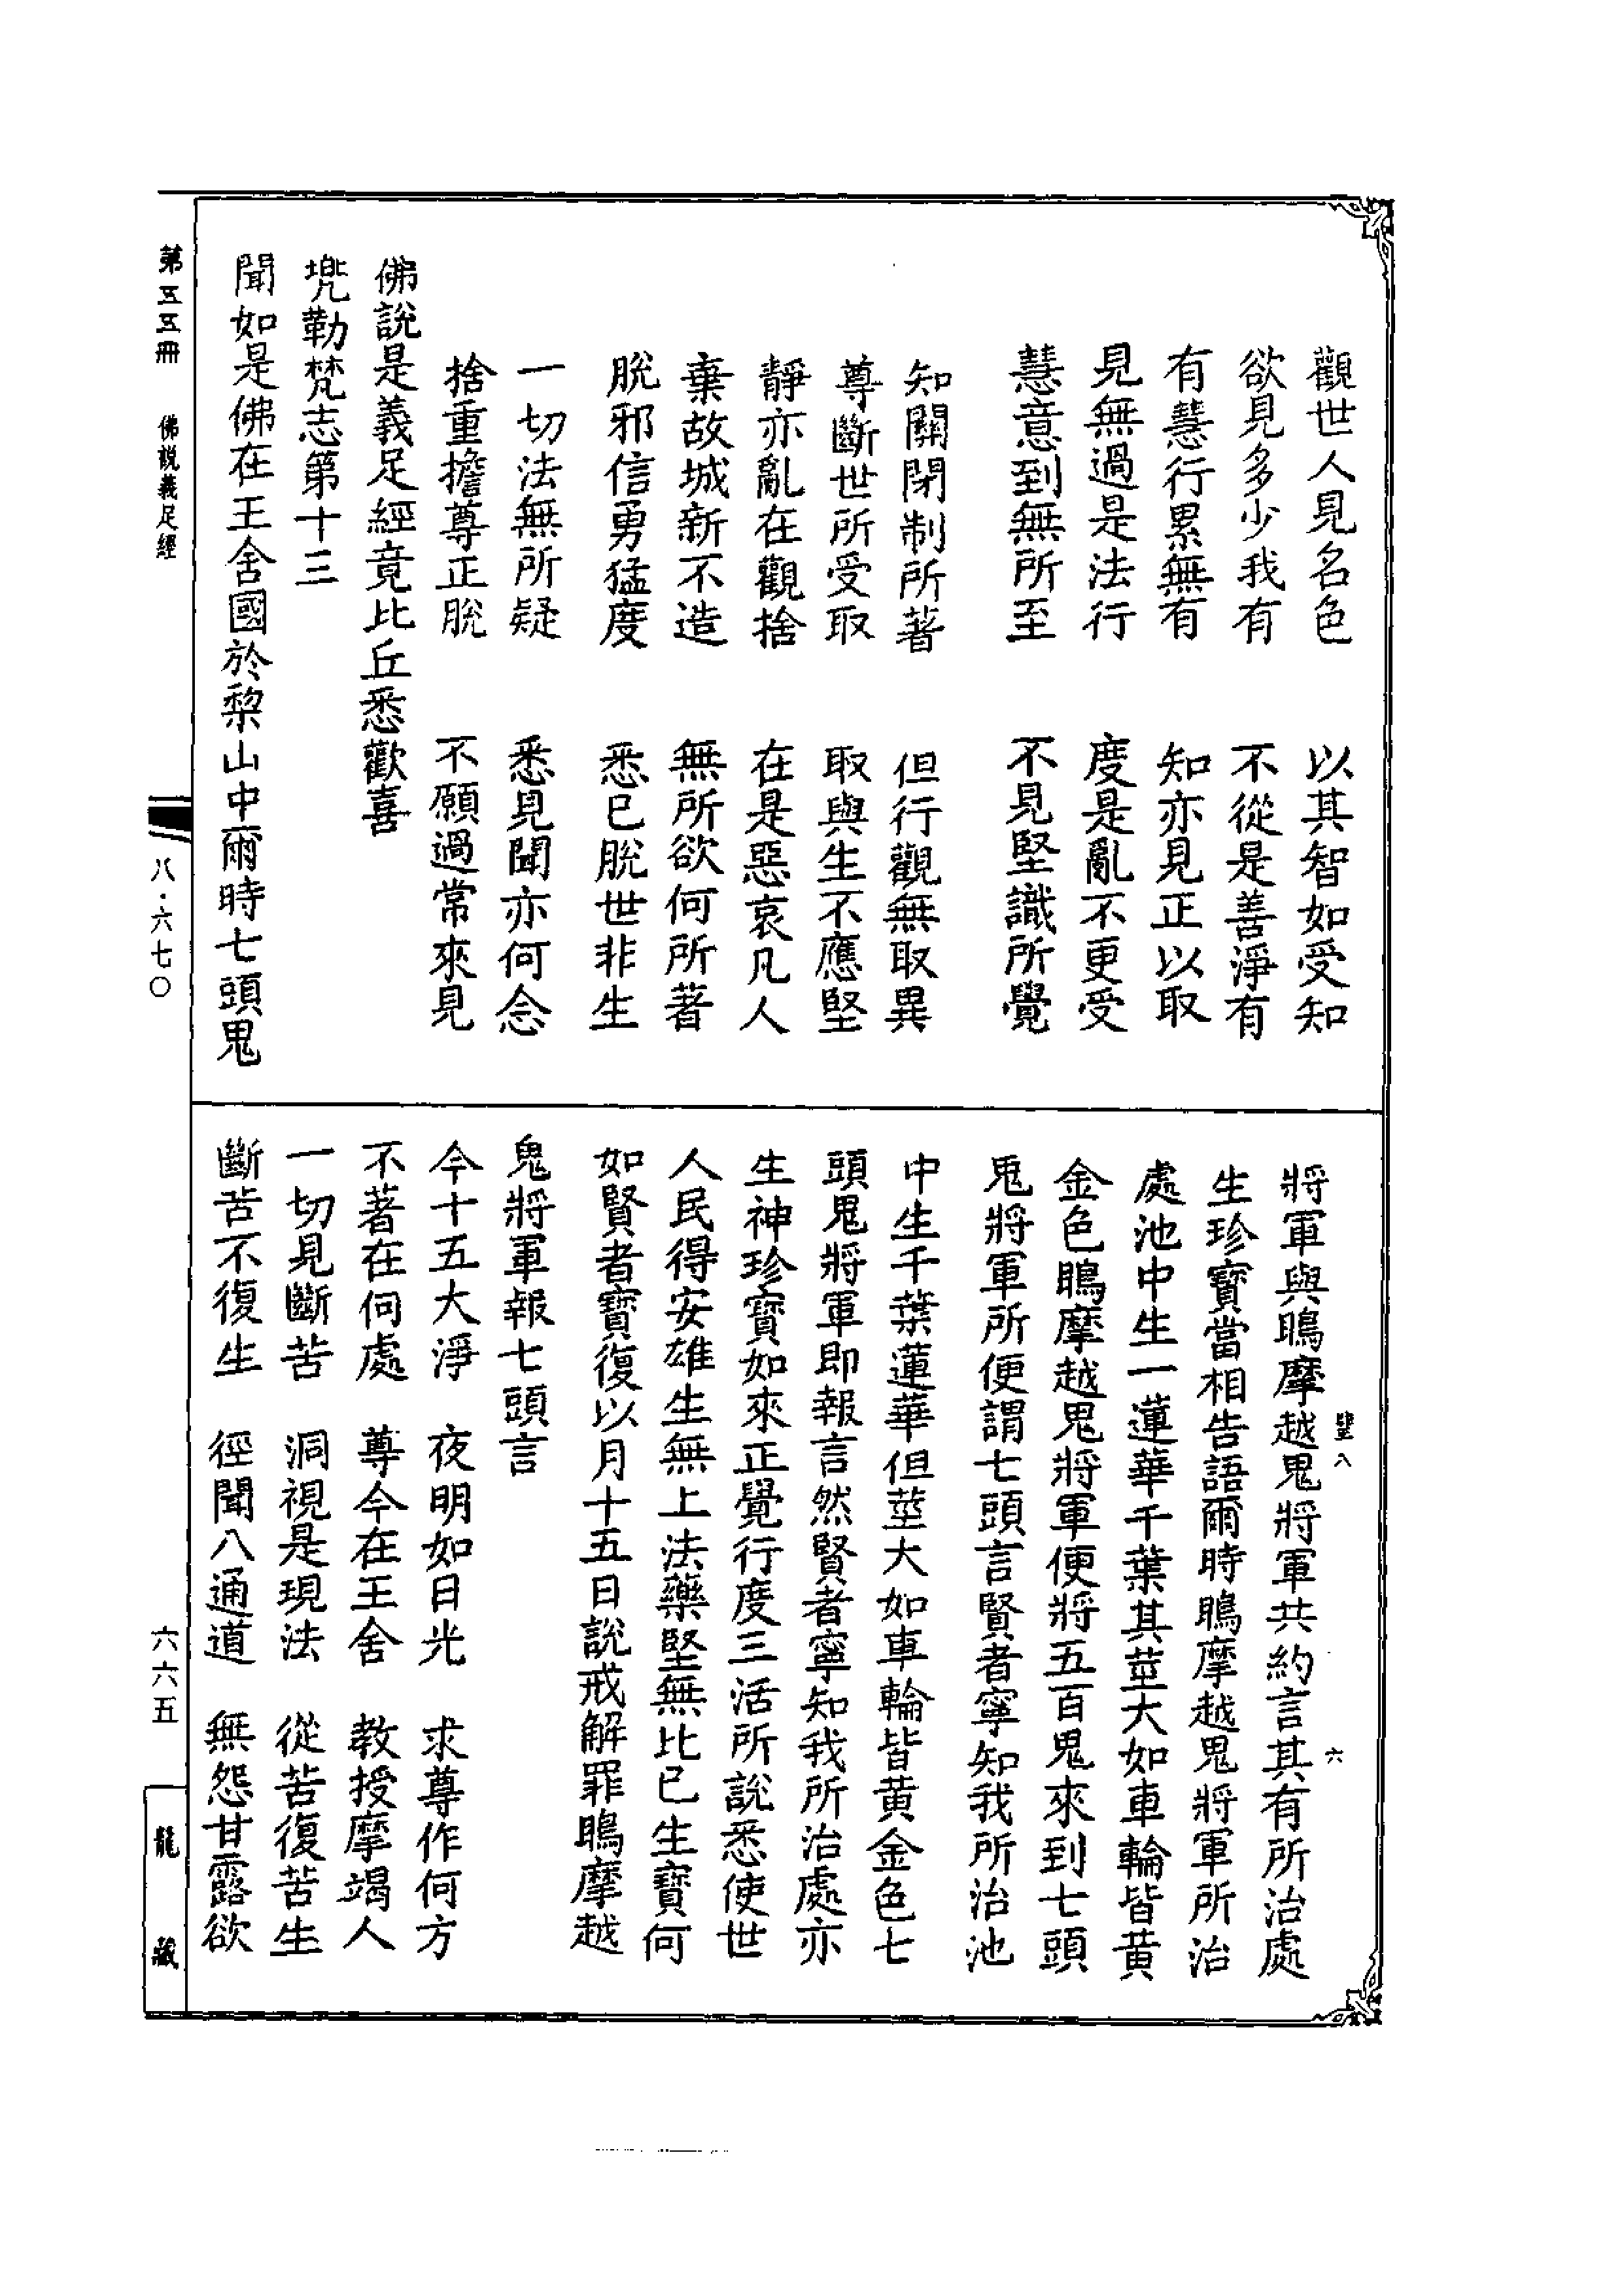 觀世人見名色　以其智如受知
欲見多少我有　不從是善淨有
有慧行累無有　知亦見正以取
見無過是法行　度是亂不更受
慧意到無所至　不見堅識所覺
知關閉制所著　但行觀無取異
尊斷世所受取　取與生不應堅
靜亦亂在觀捨　在是惡哀凡人
棄故城新不造　無所欲何所著
脫邪信勇猛度　悉已脫世非生
一切法無所疑　悉見聞亦何念
捨重擔尊正脫　不願過常來見
佛說是義足經竟比丘悉歡喜
兜勒梵志第十三
聞如是佛在王舍國於梨山中爾時七頭鬼
將軍與鴡摩越鬼將軍共約言其有所治處
生珍寶當相告語爾時鴡摩越鬼將軍所治
處池中生一蓮華千葉其莖大如車輪皆黃
金色鴡摩越鬼將軍便將五百鬼來到七頭
鬼將軍所便謂七頭言賢者寧知我所治池
中生千葉蓮華但莖大如車輪皆黃金色七
頭鬼將軍即報言然賢者寧知我所治處亦
生神珍寶如來正覺行度三活所說悉使世
人民得安雄生無上法藥堅無比已生寶何
如賢者寶復以月十五日說戒解罪鴡摩越
鬼將軍報七頭言
今十五大淨　夜明如日光　求尊作何方
不著在何處　尊今在王舍　教授摩竭人
一切見斷苦　洞視是現法　從苦復苦生
斷苦不復生　徑聞八通道　無怨甘露欲
第五五冊　佛説義足經
八·六七〇
六六五
龍藏
八
六